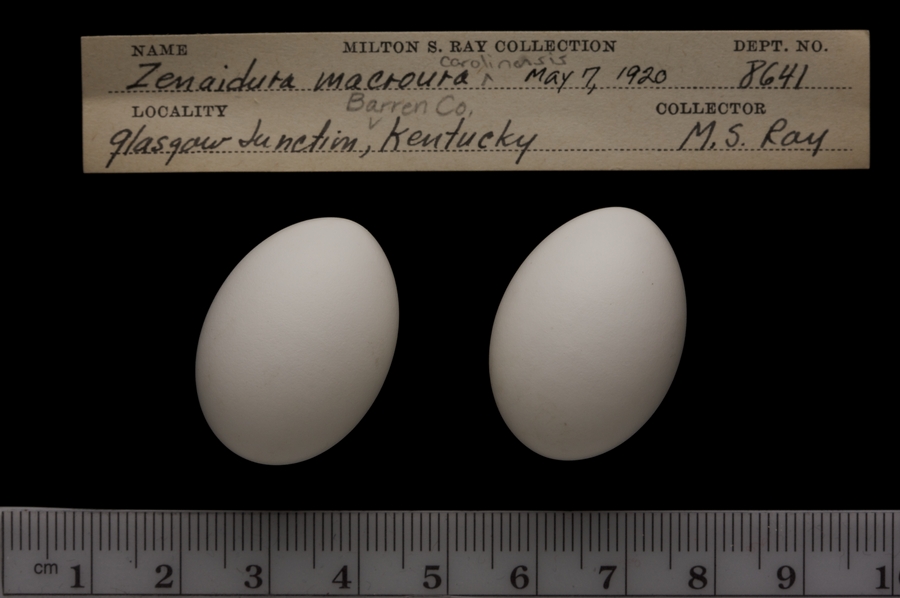 NAME MILTON S. RAY COLLECTION DEPT. NO.
carolinensis
Zenaidura macroura ^ May 7, 1920 8641
LOCALITY Barren Co. COLLECTOR
Glasgow Junction, Kentucky M. S. Ray
cm 1 2 3 4 5 6 7 8 9 1